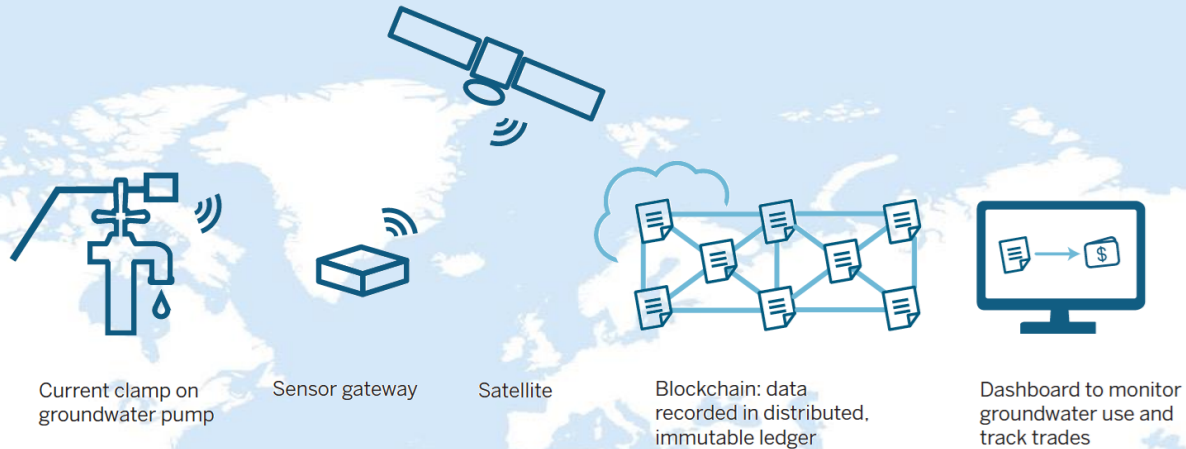 Current clamp on
groundwater pump
Sensor gateway
Satellite
Blockchain: data
recorded in distributed,
immutable ledger
$
Dashboard to monitor
groundwater use and
track trades